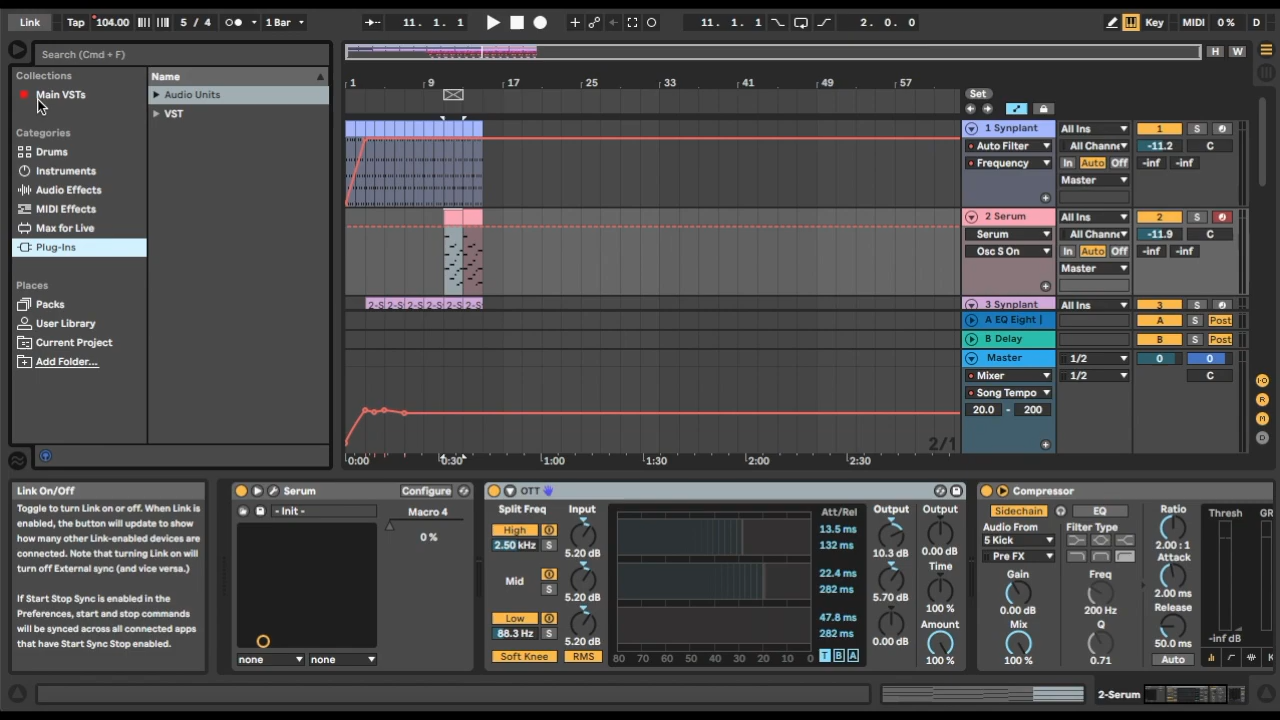 Link Tap 104.00 5 / 4 1 Bar 11. 1. 1 11. 1. 1 2. 0. 0 Key MIDI 0 % D
Search (Cmd + F)
H W
Collections
Main VSTs
Categories
Drums
Instruments
Audio Effects
MIDI Effects
Max for Live
Plug-Ins
Places
Packs
User Library
Current Project
Add Folder...
Name
Audio Units
VST
1 9 17 25 33 41 49 57
Set
1 Synplant All Ins 1 S
Auto Filter All Channe -11.2 C
Frequency In Auto Off -inf -inf
Master
2 Serum All Ins 2 S
Serum All Channe -11.9 C
Osc S On In Auto Off -inf -inf
Master
2-S 2-S 2-S 2-S 2-S 2-S
3 Synplant All Ins 3 S
A EQ Eight | A S Post
B Delay B S Post
Master 1/2 0 0
Mixer 1/2 C
Song Tempo
20.0 - 200
2/1
0:00 0:30 1:00 1:30 2:00 2:30
I·O
R
M
D
Link On/Off
Toggle to turn Link on or off. When Link is
enabled, the button will update to show
how many other Link-enabled devices are
connected. Note that turning Link on will
turn off External sync (and vice versa).
If Start Stop Sync is enabled in the
Preferences, start and stop commands
will be synced across all connected apps
that have Start Sync Stop enabled.
Serum Configure
- Init - Macro 4
0 %
none none
OTT
Split Freq Input Att/Rel Output Output
High 13.5 ms
2.50 kHz S 5.20 dB 132 ms 10.3 dB 0.00 dB
Mid S 5.20 dB 22.4 ms 282 ms 5.70 dB Time 100 %
Low 47.8 ms Amount
88.3 Hz S 5.20 dB 282 ms 0.00 dB 100 %
Soft Knee RMS 80 70 60 50 40 30 20 10 0 T B A
Compressor
Sidechain EQ Ratio Thresh GR
Audio From Filter Type
5 Kick 2.00 : 1
Pre FX Attack
Gain Freq 2.00 ms
0.00 dB 200 Hz Release
Mix Q 50.0 ms -inf dB
100 % 0.71 Auto
2-Serum